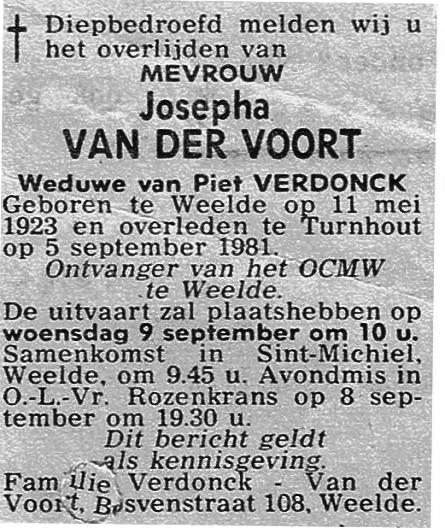 Diepbedroefd melden wij u
het overlijden van
MEVROUW
Josepha
VAN DER VOORT
Weduwe van Piet VERDONCK
Geboren te Weelde op 11 mei
1923 en overleden te Turnhout
op 5 september 1981.
Ontvanger van het OCMW
te Weelde.
De uitvaart zal plaatshebben op
woensdag 9 september om 10 u.
Samenkomst in Sint-Michiel,
Weelde, om 9.45 u. Avondmis in
O.-L.-Vr. Rozenkrans op 8 sep-
tember om 19.30 u.
Dit bericht geldt
als kennisgeving.
Familie Verdonck - Van der
Voort, Bosvenstraat 108, Weelde.